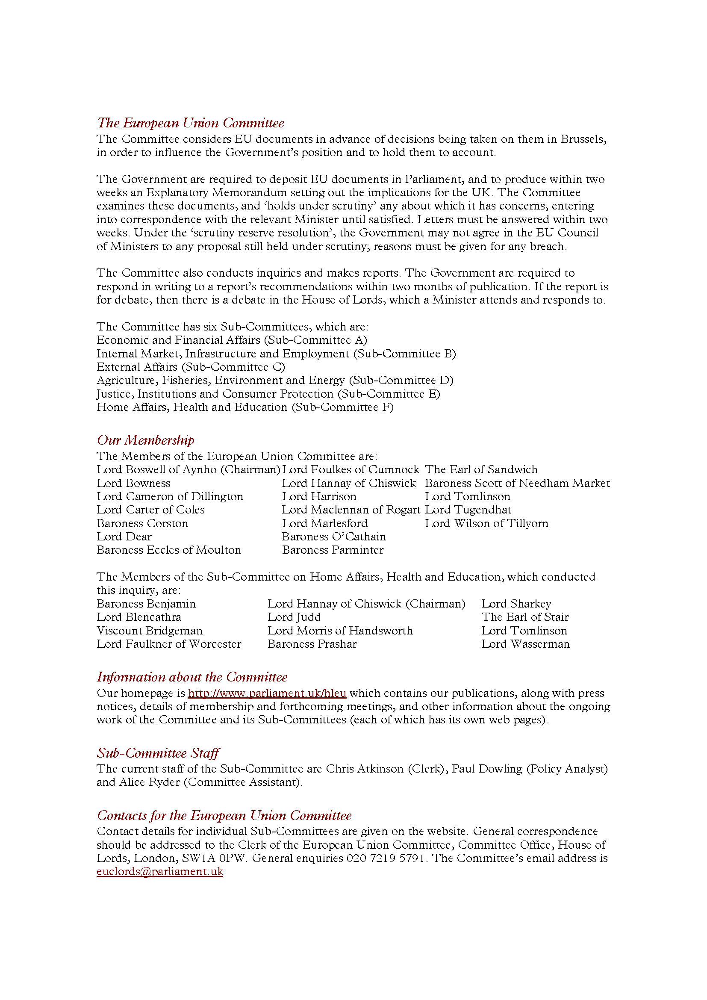 The European Union Committee
The Committee considers EU documents in advance of decisions being taken on them in Brussels,
in order to influence the Government’s position and to hold them to account.
The Government are required to deposit EU documents in Parliament, and to produce within two
weeks an Explanatory Memorandum setting out the implications for the UK. The Committee
examines these documents, and ‘holds under scrutiny’ any about which it has concerns, entering
into correspondence with the relevant Minister until satisfied. Letters must be answered within two
weeks. Under the ‘scrutiny reserve resolution’, the Government may not agree in the EU Council
of Ministers to any proposal still held under scrutiny; reasons must be given for any breach.
The Committee also conducts inquiries and makes reports. The Government are required to
respond in writing to a report’s recommendations within two months of publication. If the report is
for debate, then there is a debate in the House of Lords, which a Minister attends and responds to.
The Committee has six Sub-Committees, which are:
Economic and Financial Affairs (Sub-Committee A)
Internal Market, Infrastructure and Employment (Sub-Committee B)
External Affairs (Sub-Committee C)
Agriculture, Fisheries, Environment and Energy (Sub-Committee D)
Justice, Institutions and Consumer Protection (Sub-Committee E)
Home Affairs, Health and Education (Sub-Committee F)
Our Membership
The Members of the European Union Committee are:
Lord Boswell of Aynho (Chairman) Lord Foulkes of Cumnock The Earl of Sandwich
Lord Bowness Lord Hannay of Chiswick Baroness Scott of Needham Market
Lord Cameron of Dillington Lord Harrison Lord Tomlinson
Lord Carter of Coles Lord Maclennan of Rogart Lord Tugendhat
Baroness Corston Lord Marlesford Lord Wilson of Tillyorn
Lord Dear Baroness O’Cathain
Baroness Eccles of Moulton Baroness Parminter
The Members of the Sub-Committee on Home Affairs, Health and Education, which conducted
this inquiry, are:
Baroness Benjamin Lord Hannay of Chiswick (Chairman) Lord Sharkey
Lord Blencathra Lord Judd The Earl of Stair
Viscount Bridgeman Lord Morris of Handsworth Lord Tomlinson
Lord Faulkner of Worcester Baroness Prashar Lord Wasserman
Information about the Committee
Our homepage is http://www.parliament.uk/hleu which contains our publications, along with press
notices, details of membership and forthcoming meetings, and other information about the ongoing
work of the Committee and its Sub-Committees (each of which has its own web pages).
Sub-Committee Staff
The current staff of the Sub-Committee are Chris Atkinson (Clerk), Paul Dowling (Policy Analyst)
and Alice Ryder (Committee Assistant).
Contacts for the European Union Committee
Contact details for individual Sub-Committees are given on the website. General correspondence
should be addressed to the Clerk of the European Union Committee, Committee Office, House of
Lords, London, SW1A 0PW. General enquiries 020 7219 5791. The Committee’s email address is
euclords@parliament.uk